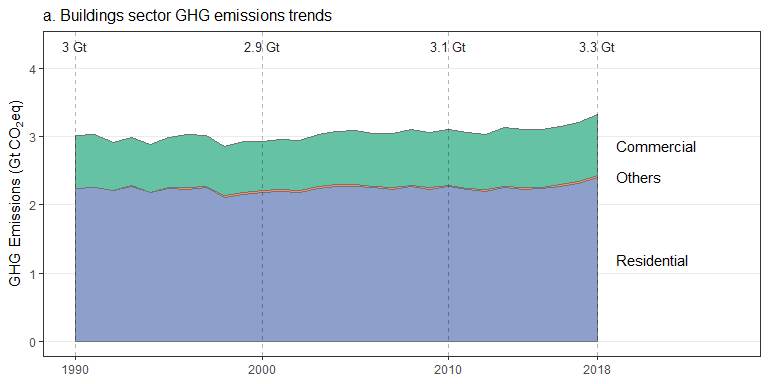 a. Buildings sector GHG emissions trends
3 Gt
2.9 Gt
3.1 Gt
3.3 Gt
GHG Emissions (Gt CO₂eq)
4
3
2
1
0
Commercial
Others
Residential
1990
2000
2010
2018